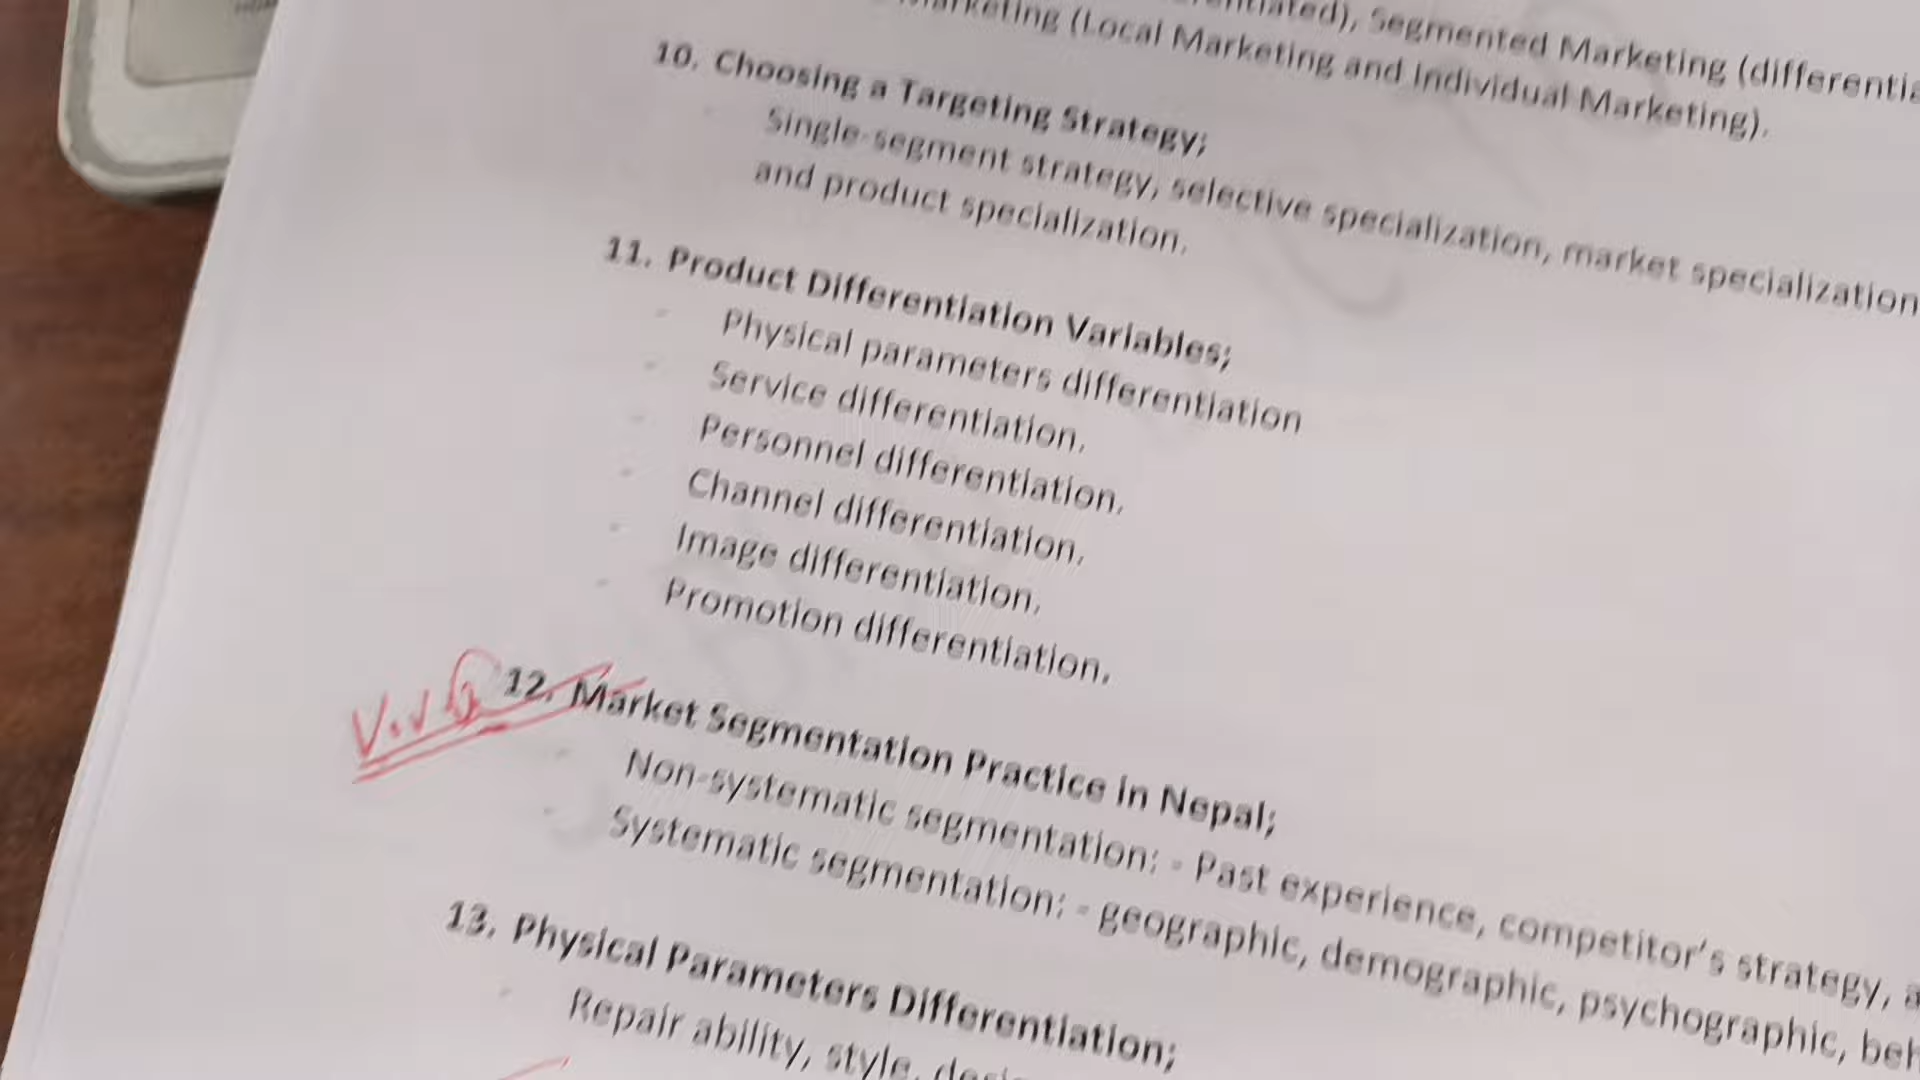 Segmented Marketing
Marketing (Local Marketing and Individual Marketing).
10. Choosing a Targeting Strategy;
Single-segment strategy, selective specialization, market specialization
and product specialization.
11. Product Differentiation Variables;
Physical parameters differentiation
Service differentiation.
Personnel differentiation.
Channel differentiation.
Image differentiation.
Promotion differentiation.
12. Market Segmentation Practice in Nepal;
Non-systematic segmentation: - Past experience, competitor's strategy,
Systematic segmentation: - geographic, demographic, psychographic,
13. Physical Parameters Differentiation;
Repair ability, style,